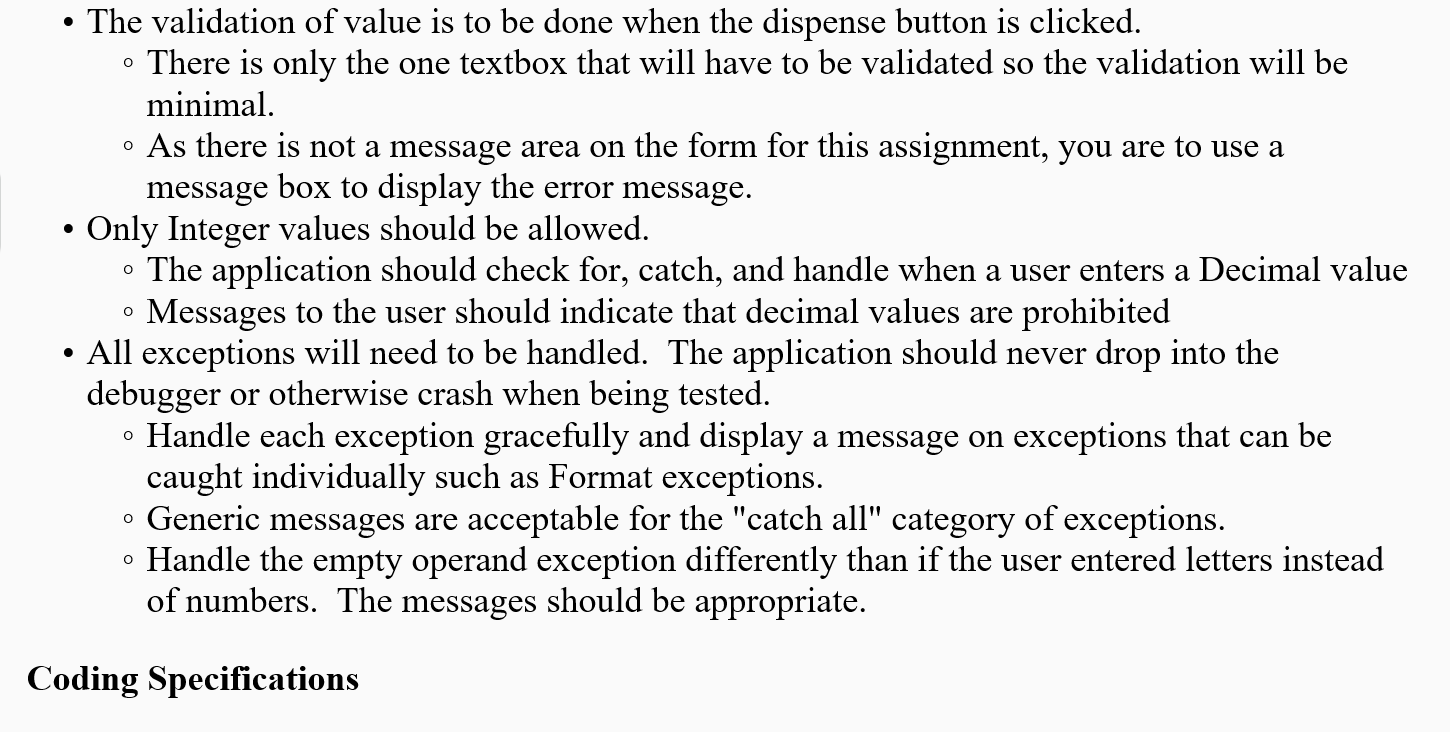 • The validation of value is to be done when the dispense button is clicked.
◦ There is only the one textbox that will have to be validated so the validation will be
minimal.
◦ As there is not a message area on the form for this assignment, you are to use a
message box to display the error message.
• Only Integer values should be allowed.
◦ The application should check for, catch, and handle when a user enters a Decimal value
◦ Messages to the user should indicate that decimal values are prohibited
• All exceptions will need to be handled.  The application should never drop into the
debugger or otherwise crash when being tested.
◦ Handle each exception gracefully and display a message on exceptions that can be
caught individually such as Format exceptions.
◦ Generic messages are acceptable for the "catch all" category of exceptions.
◦ Handle the empty operand exception differently than if the user entered letters instead
of numbers.  The messages should be appropriate.
Coding Specifications